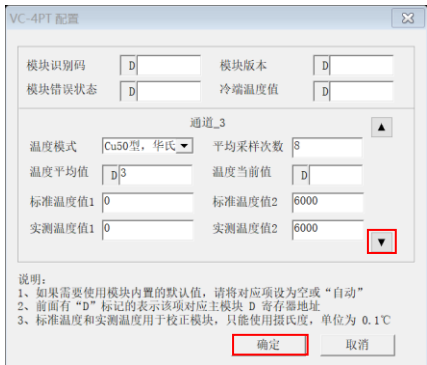 VC-4PT 配置
模块识别码 D 模块版本 D
模块错误状态 D 冷端温度值 D
通道_3
温度模式 Cu50型, 华氏 平均采样次数 8
温度平均值 D 3 温度当前值 D
标准温度值1 0 标准温度值2 6000
实测温度值1 0 实测温度值2 6000
说明:
1、如果需要使用模块内置的默认值, 请将对应项设为空或“自动”
2、前面有“D”标记的表示该项对应主模块 D 寄存器地址
3、标准温度和实测温度用于校正模块, 只能使用摄氏度, 单位为 0.1℃
确定 取消